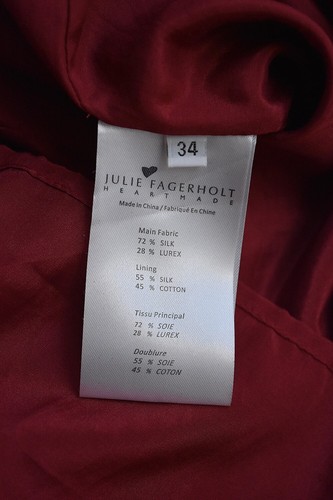 34
JULIE FAGERHOLT
HEARTMADE
Made in China / Fabriqué En Chine
Main Fabric
72 % SILK
28 % LUREX
Lining
55 % SILK
45 % COTTON
Tissu Principal
72 % SOIE
28 % LUREX
Doublure
55 % SOIE
45 % COTON